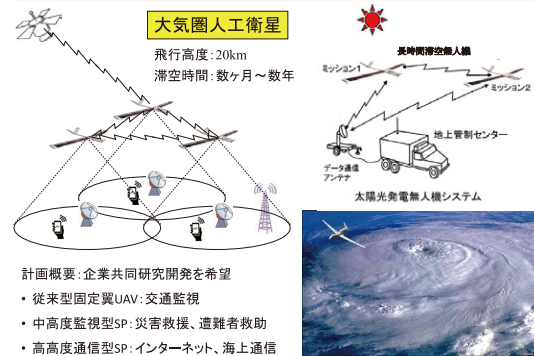 大気圏人工衛星
飛行高度：20km
滞空時間：数ヶ月～数年
長時間滞空無人機
ミッション1
ミッション2
地上管制センター
データ通信
アンテナ
太陽光発電無人機システム
計画概要：企業共同研究開発を希望
• 従来型固定翼UAV：交通監視
• 中高度監視型SP：災害救援、遭難者救助
• 高高度通信型SP：インターネット、海上通信